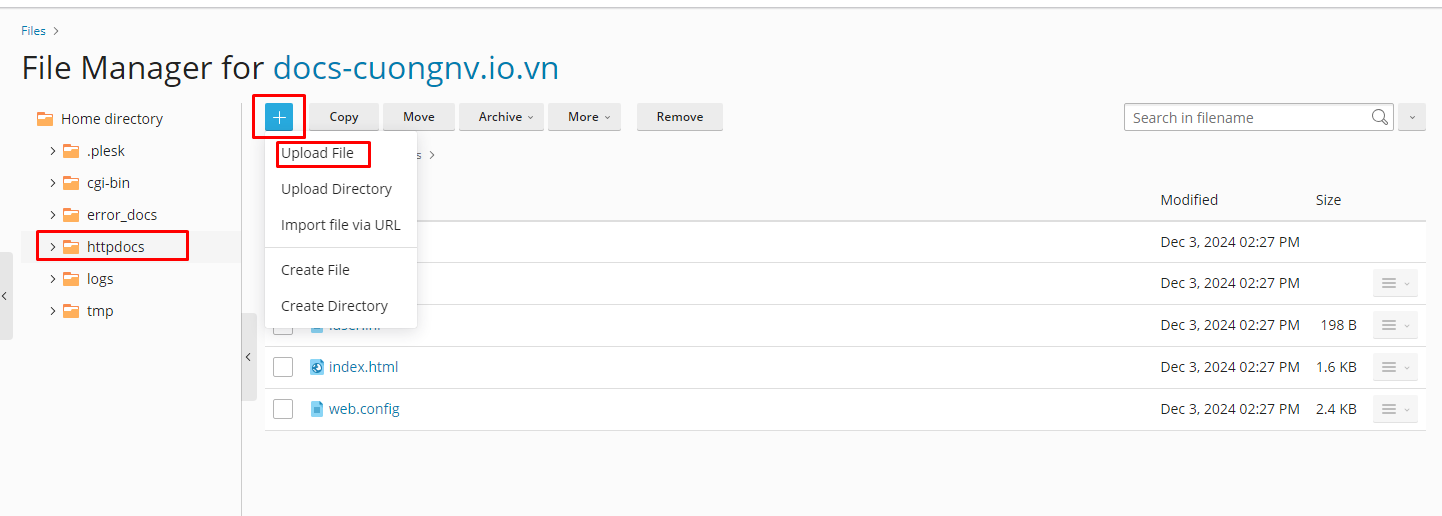 Files
File Manager for docs-cuongnv.io.vn
Home directory
.plesk
cgi-bin
error_docs
httpdocs
logs
tmp
Copy Move Archive More Remove
Search in filename
Upload File
Upload Directory
Import file via URL
Create File
Create Directory
Modified Size
Dec 3, 2024 02:27 PM
Dec 3, 2024 02:27 PM
Dec 3, 2024 02:27 PM 198 B
index.html Dec 3, 2024 02:27 PM 1.6 KB
web.config Dec 3, 2024 02:27 PM 2.4 KB